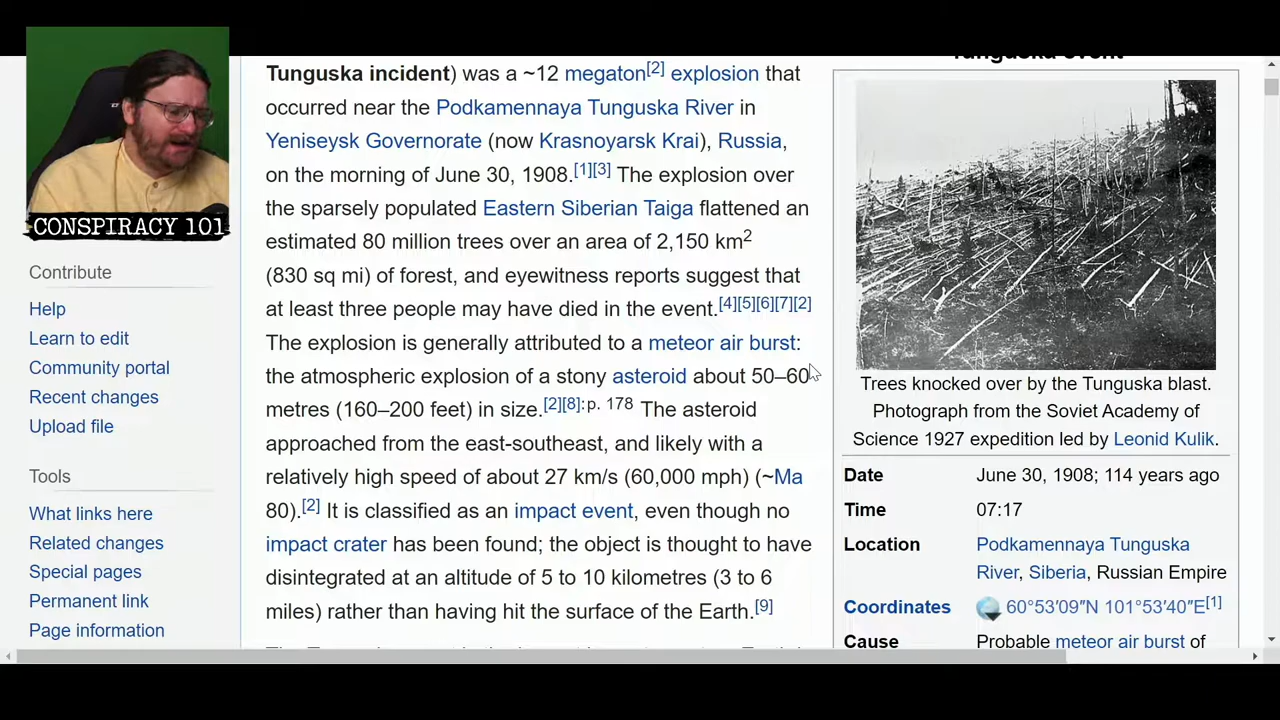 Tunguska event
Tunguska incident) was a ~12 megaton[2] explosion that
occurred near the Podkamennaya Tunguska River in
Yeniseysk Governorate (now Krasnoyarsk Krai), Russia,
on the morning of June 30, 1908.[1][3] The explosion over
the sparsely populated Eastern Siberian Taiga flattened an
estimated 80 million trees over an area of 2,150 km2
(830 sq mi) of forest, and eyewitness reports suggest that
at least three people may have died in the event.[4][5][6][7][2]
The explosion is generally attributed to a meteor air burst:
the atmospheric explosion of a stony asteroid about 50–60
metres (160–200 feet) in size.[2][8]: p. 178 The asteroid
approached from the east-southeast, and likely with a
relatively high speed of about 27 km/s (60,000 mph) (~Ma
80).[2] It is classified as an impact event, even though no
impact crater has been found; the object is thought to have
disintegrated at an altitude of 5 to 10 kilometres (3 to 6
miles) rather than having hit the surface of the Earth.[9]
CONSPIRACY 101
Contribute
Help
Learn to edit
Community portal
Recent changes
Upload file
Tools
What links here
Related changes
Special pages
Permanent link
Page information
Trees knocked over by the Tunguska blast.
Photograph from the Soviet Academy of
Science 1927 expedition led by Leonid Kulik.
Date June 30, 1908; 114 years ago
Time 07:17
Location Podkamennaya Tunguska
River, Siberia, Russian Empire
Coordinates 60°53′09″N 101°53′40″E[1]
Cause Probable meteor air burst of